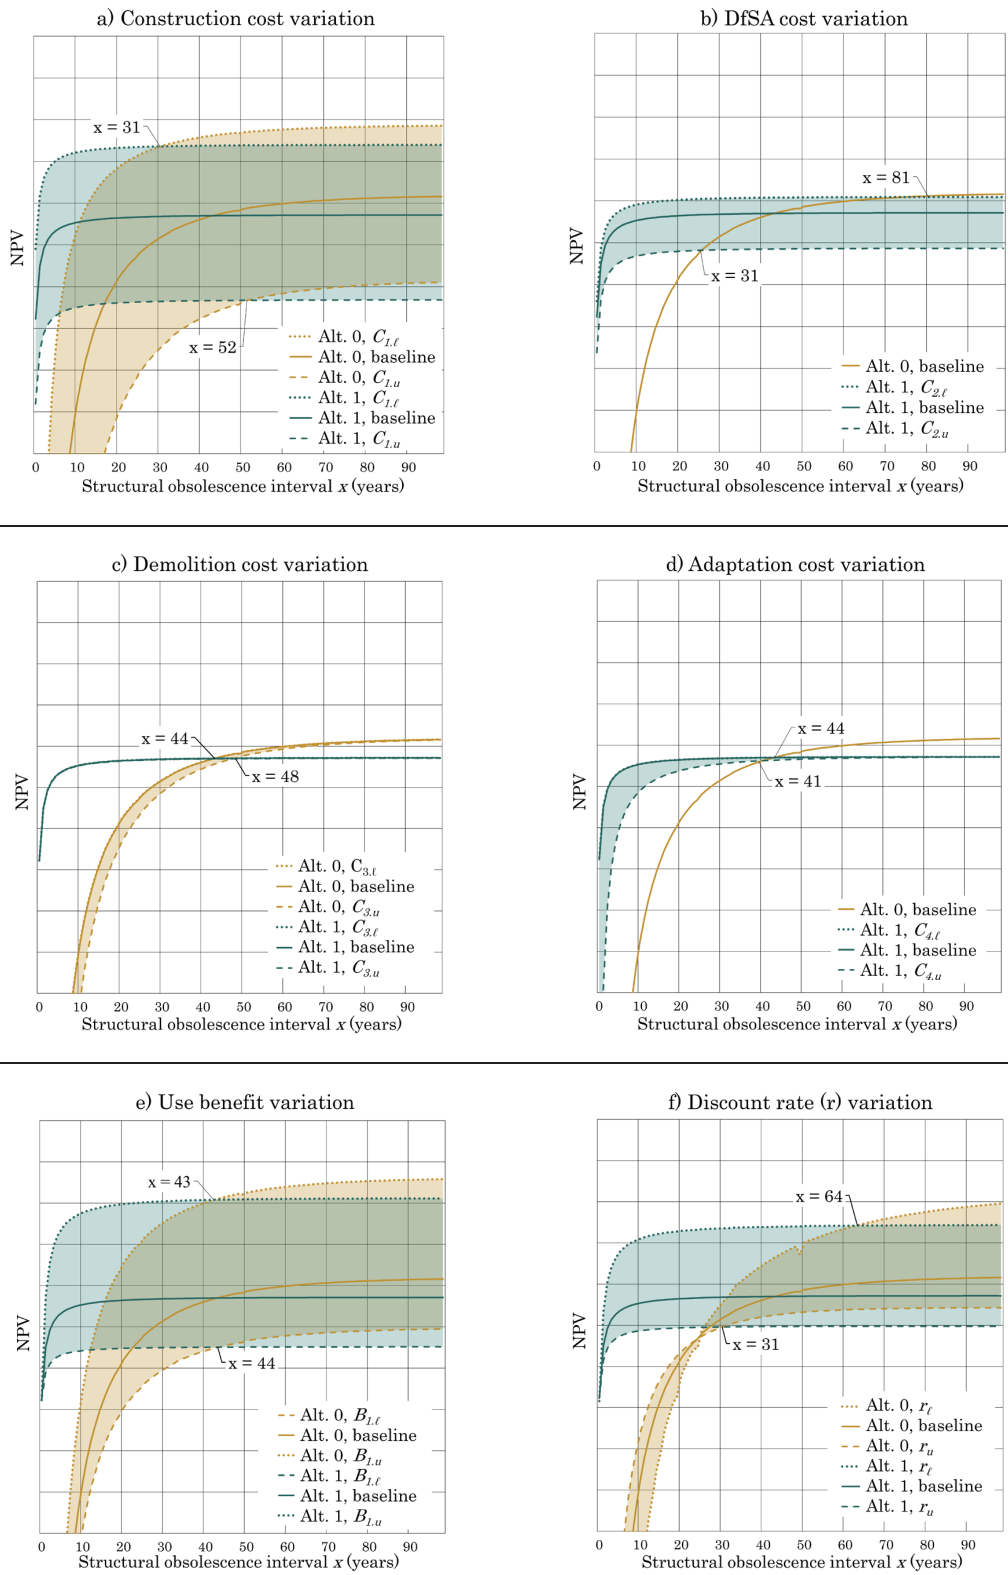 a) Construction cost variation
x = 31
NPV
x = 52
Alt. 0, C1.ℓ
Alt. 0, baseline
Alt. 0, C1.u
Alt. 1, C1.ℓ
Alt. 1, baseline
Alt. 1, C1.u
0 10 20 30 40 50 60 70 80 90
Structural obsolescence interval x (years)
b) DfSA cost variation
x = 81
NPV
x = 31
Alt. 0, baseline
Alt. 1, C2.ℓ
Alt. 1, baseline
Alt. 1, C2.u
0 10 20 30 40 50 60 70 80 90
Structural obsolescence interval x (years)
c) Demolition cost variation
x = 44
x = 48
NPV
Alt. 0, C3.ℓ
Alt. 0, baseline
Alt. 0, C3.u
Alt. 1, C3.ℓ
Alt. 1, baseline
Alt. 1, C3.u
0 10 20 30 40 50 60 70 80 90
Structural obsolescence interval x (years)
d) Adaptation cost variation
x = 44
x = 41
NPV
Alt. 0, baseline
Alt. 1, C4.ℓ
Alt. 1, baseline
Alt. 1, C4.u
0 10 20 30 40 50 60 70 80 90
Structural obsolescence interval x (years)
e) Use benefit variation
x = 43
NPV
x = 44
Alt. 0, B1.ℓ
Alt. 0, baseline
Alt. 0, B1.u
Alt. 1, B1.ℓ
Alt. 1, baseline
Alt. 1, B1.u
0 10 20 30 40 50 60 70 80 90
Structural obsolescence interval x (years)
f) Discount rate (r) variation
x = 64
NPV
x = 31
Alt. 0, rℓ
Alt. 0, baseline
Alt. 0, ru
Alt. 1, rℓ
Alt. 1, baseline
Alt. 1, ru
0 10 20 30 40 50 60 70 80 90
Structural obsolescence interval x (years)